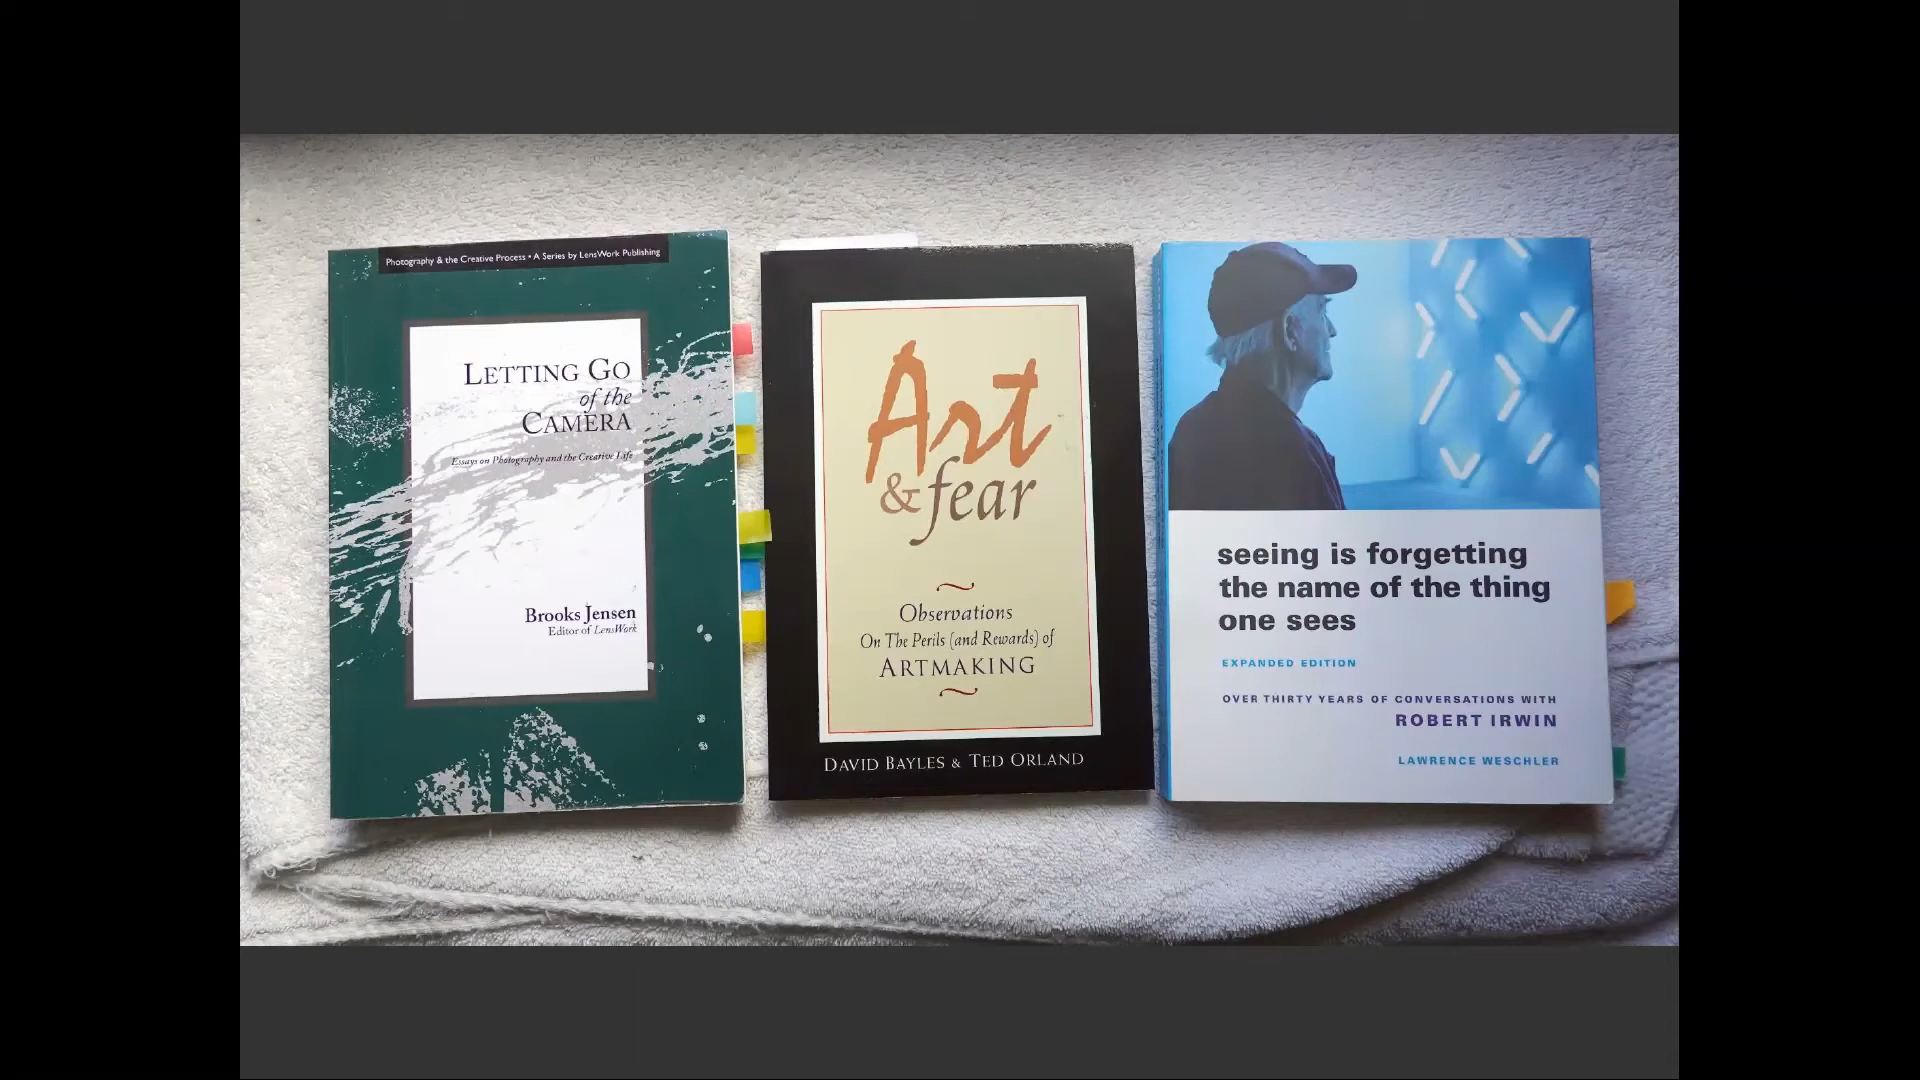 Photography & the Creative Process • A Series by LensWork Publishing
LETTING GO
of the
CAMERA
Essays on Photography and the Creative Life
Brooks Jensen
Editor of LensWork
Art
& fear
Observations
On The Perils (and Rewards) of
ARTMAKING
DAVID BAYLES & TED ORLAND
seeing is forgetting
the name of the thing
one sees
EXPANDED EDITION
OVER THIRTY YEARS OF CONVERSATIONS WITH
ROBERT IRWIN
LAWRENCE WESCHLER